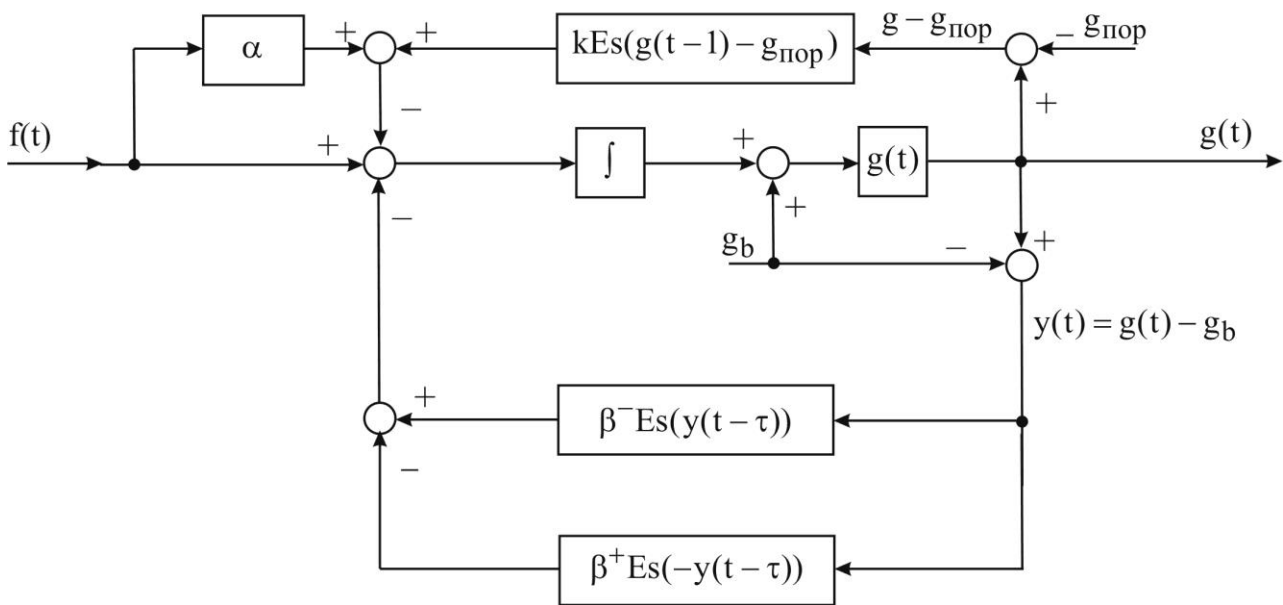 g − gпор
− gпор
α
+
+
kEs(g(t − 1) − gпор)
−
+
f(t)
+
∫
+
g(t)
g(t)
−
+
gb
−
+
y(t) = g(t) − gb
+
β⁻Es(y(t − τ))
−
β⁺Es(−y(t − τ))